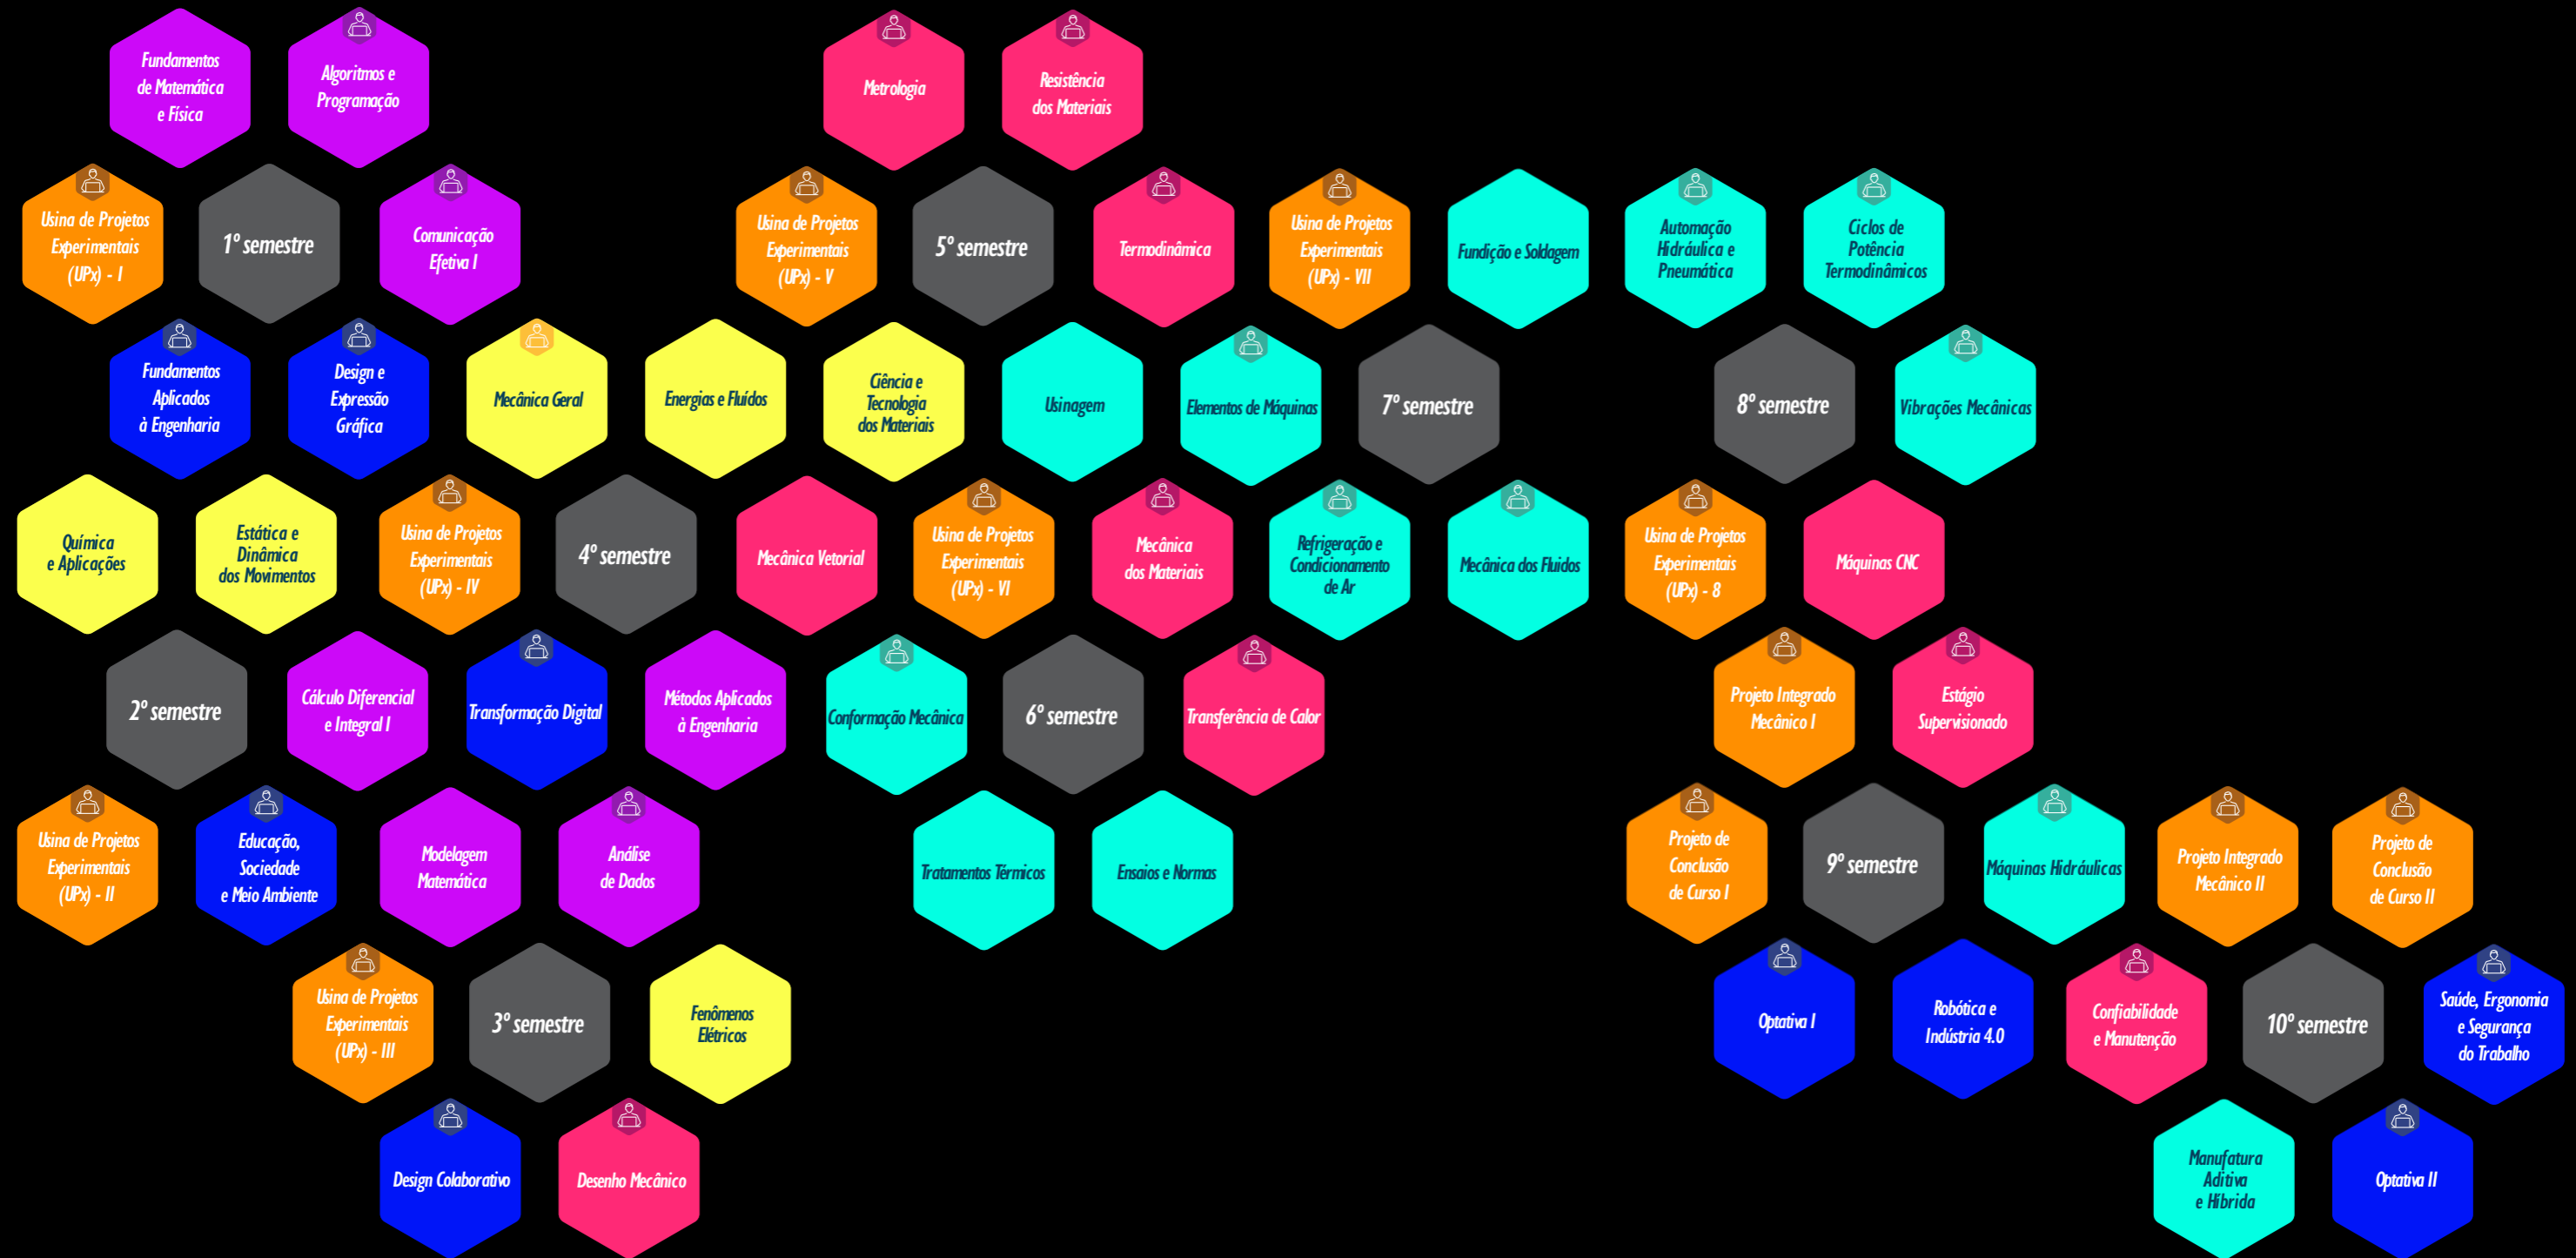 Fundamentos
de Matemática
e Física
Algoritmos e
Programação
Metrologia
Resistência
dos Materiais
Usina de Projetos
Experimentais
(UPx) - I
1º semestre
Comunicação
Efetiva I
Usina de Projetos
Experimentais
(UPx) - V
5º semestre
Termodinâmica
Usina de Projetos
Experimentais
(UPx) - VII
Fundição e Soldagem
Automação
Hidráulica e
Pneumática
Ciclos de
Potência
Termodinâmicos
Fundamentos
Aplicados
à Engenharia
Design e
Expressão
Gráfica
Mecânica Geral
Energias e Fluídos
Ciência e
Tecnologia
dos Materiais
Usinagem
Elementos de Máquinas
7º semestre
8º semestre
Vibrações Mecânicas
Química
e Aplicações
Estática e
Dinâmica
dos Movimentos
Usina de Projetos
Experimentais
(UPx) - IV
4º semestre
Mecânica Vetorial
Usina de Projetos
Experimentais
(UPx) - VI
Mecânica
dos Materiais
Refrigeração e
Condicionamento
de Ar
Mecânica dos Fluidos
Usina de Projetos
Experimentais
(UPx) - 8
Máquinas CNC
2º semestre
Cálculo Diferencial
e Integral I
Transformação Digital
Métodos Aplicados
à Engenharia
Conformação Mecânica
6º semestre
Transferência de Calor
Projeto Integrado
Mecânico I
Estágio
Supervisionado
Usina de Projetos
Experimentais
(UPx) - II
Educação,
Sociedade
e Meio Ambiente
Modelagem
Matemática
Análise
de Dados
Tratamentos Térmicos
Ensaios e Normas
Projeto de
Conclusão
de Curso I
9º semestre
Máquinas Hidráulicas
Projeto Integrado
Mecânico II
Projeto de
Conclusão
de Curso II
Usina de Projetos
Experimentais
(UPx) - III
3º semestre
Fenômenos
Elétricos
Optativa I
Robótica e
Indústria 4.0
Confiabilidade
e Manutenção
10º semestre
Saúde, Ergonomia
e Segurança
do Trabalho
Design Colaborativo
Desenho Mecânico
Manufatura
Aditiva
e Híbrida
Optativa II